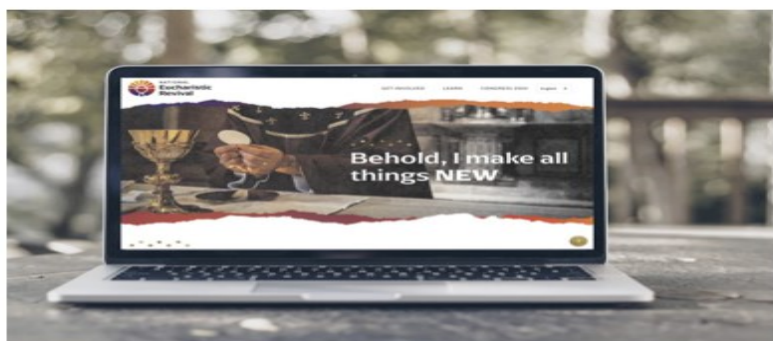 NATIONAL
Eucharistic
Revival
GET INVOLVED LEARN CONGRESS 2024 English
Behold, I make all
things NEW